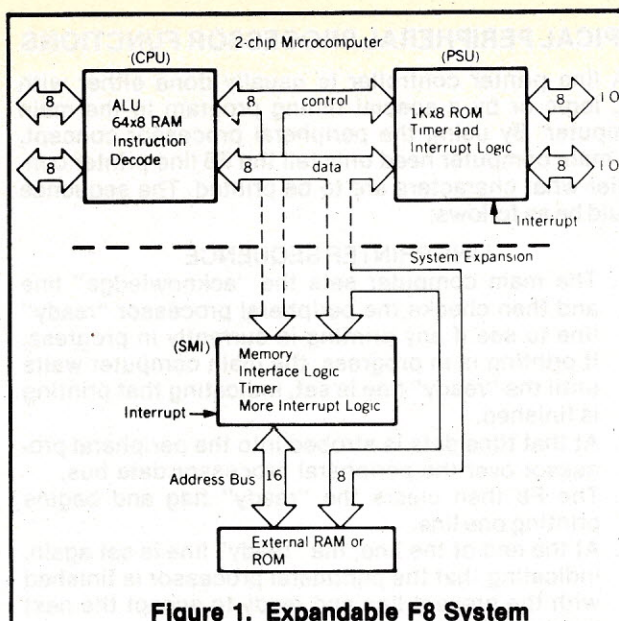 2-chip Microcomputer
(CPU)
(PSU)
8
ALU
64x8 RAM
Instruction
Decode
8
8
control
8
data
1Kx8 ROM
Timer and
Interrupt Logic
8
I O
8
I O
Interrupt
System Expansion
(SMI)
Memory
Interface Logic
Timer
More Interrupt Logic
Interrupt
Address Bus
16
8
External RAM or
ROM
Figure 1. Expandable F8 System